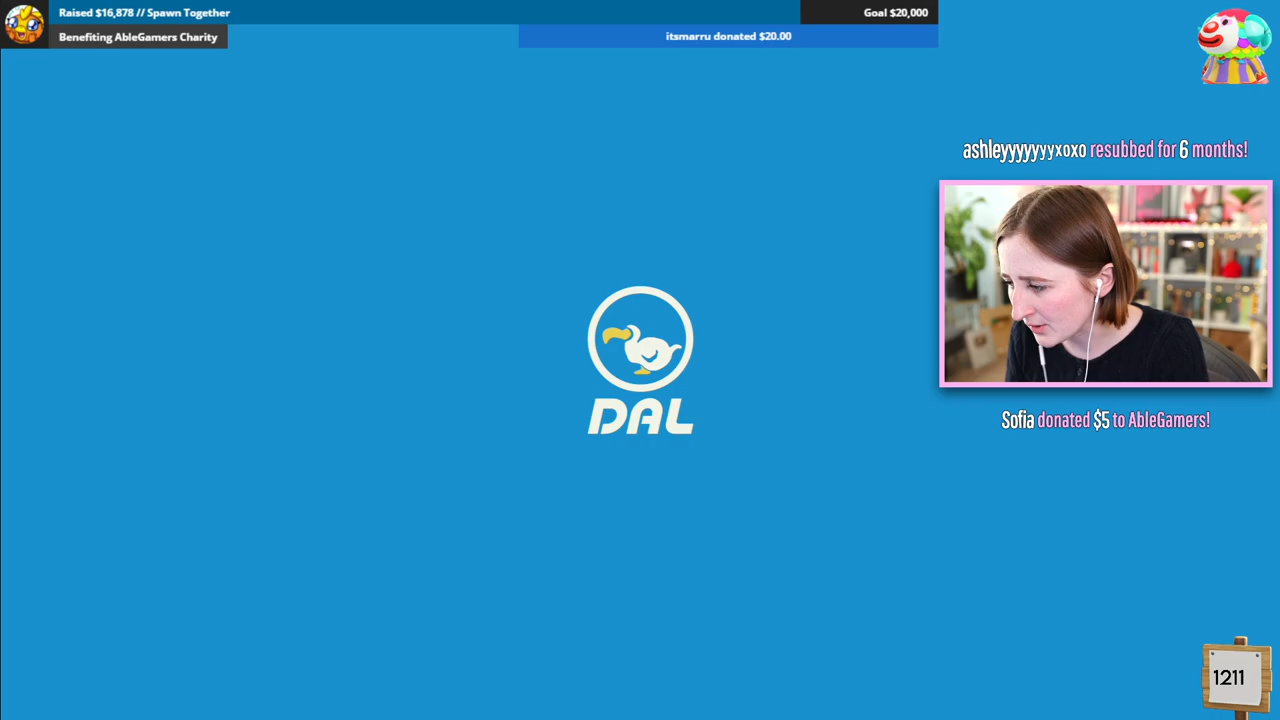 Raised $16,878 // Spawn Together
Goal $20,000
Benefiting AbleGamers Charity
itsmarru donated $20.00
ashleyyyyyyyxoxo resubbed for 6 months!
DAL
Sofia donated $5 to AbleGamers!
1211